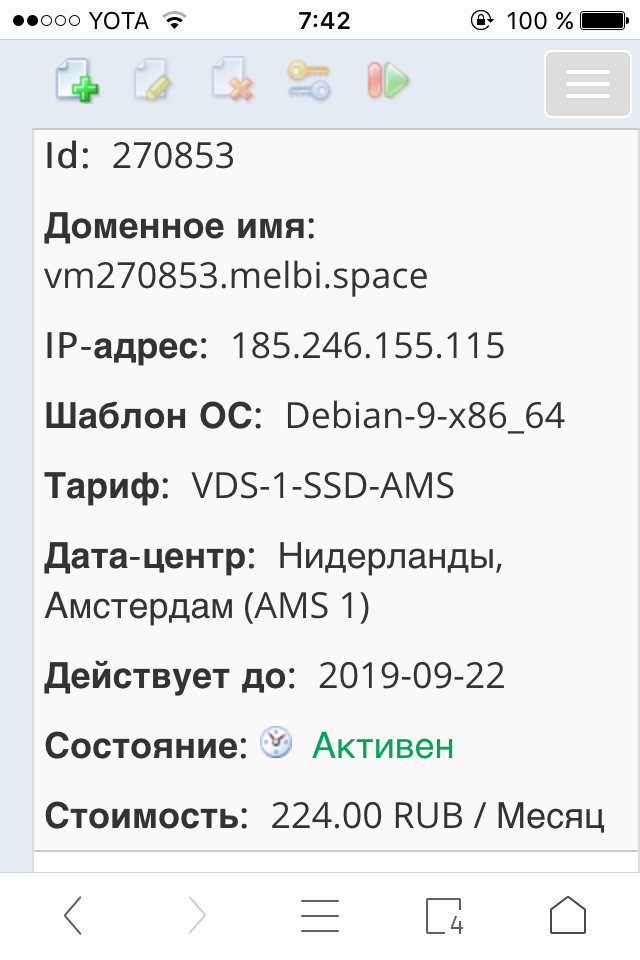 YOTA 7:42 100 %
Id: 270853
Доменное имя:
vm270853.melbi.space
IP-адрес: 185.246.155.115
Шаблон ОС: Debian-9-x86_64
Тариф: VDS-1-SSD-AMS
Дата-центр: Нидерланды,
Амстердам (AMS 1)
Действует до: 2019-09-22
Состояние: Активен
Стоимость: 224.00 RUB / Месяц
4